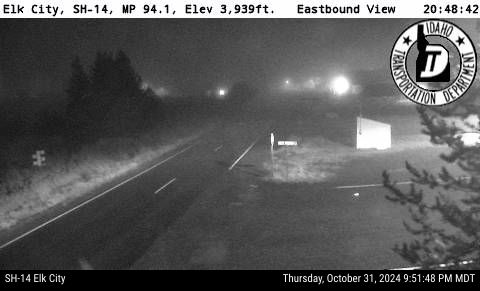 Elk City, SH-14, MP 94.1, Elev 3,939ft. Eastbound View 20:48:42
IDAHO
TRANSPORTATION DEPARTMENT
SH-14 Elk City Thursday, October 31, 2024 9:51:48 PM MDT